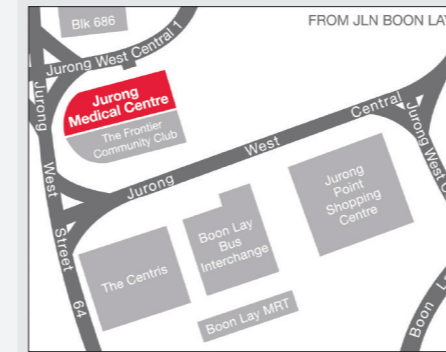 Blk 686
FROM JLN BOON LAY
Jurong West Central 1
Jurong
Medical Centre
The Frontier
Community Club
Jurong West Street 64
Jurong West Central
Jurong West C
Jurong
Point
Shopping
Centre
Boon Lay
Bus
Interchange
The Centris
Boon Lay MRT
Boon L